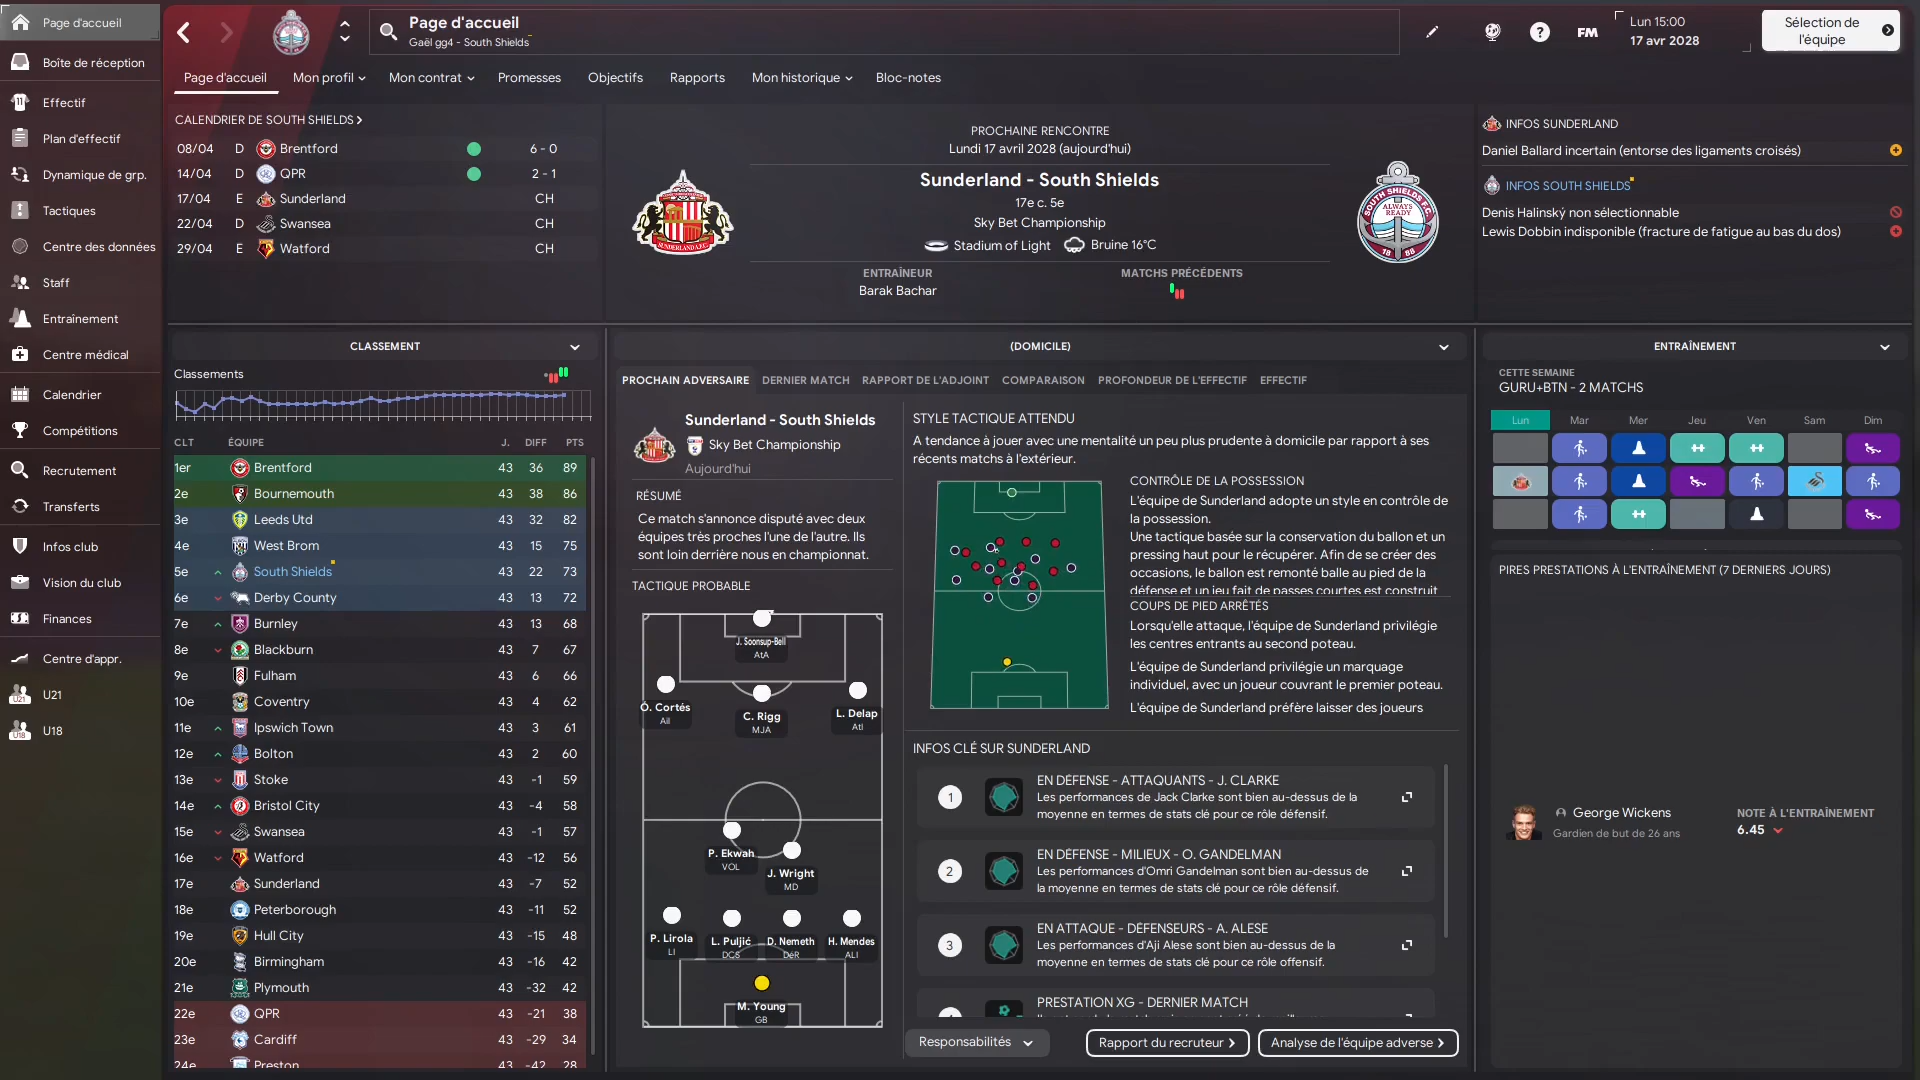 Page d'accueil
Boîte de réception
Effectif
Plan d'effectif
Dynamique de grp.
Tactiques
Centre des données
Staff
Entraînement
Centre médical
Calendrier
Compétitions
Recrutement
Transferts
Infos club
Vision du club
Finances
Centre d'appr.
U21
U18
Page d'accueil
Gaël gg4 - South Shields
FM
Lun 15:00
17 avr 2028
Sélection de
l'équipe
Page d'accueil Mon profil Mon contrat Promesses Objectifs Rapports Mon historique Bloc-notes
CALENDRIER DE SOUTH SHIELDS
08/04 D Brentford 6 - 0
14/04 D QPR 2 - 1
17/04 E Sunderland CH
22/04 D Swansea CH
29/04 E Watford CH
PROCHAINE RENCONTRE
Lundi 17 avril 2028 (aujourd'hui)
Sunderland - South Shields
17e c. 5e
Sky Bet Championship
Stadium of Light Bruine 16°C
ENTRAÎNEUR
Barak Bachar
MATCHS PRÉCÉDENTS
SOUTH SHIELDS F.C.
ALWAYS READY
18 88
INFOS SUNDERLAND
Daniel Ballard incertain (entorse des ligaments croisés)
INFOS SOUTH SHIELDS
Denis Halinský non sélectionnable
Lewis Dobbin indisponible (fracture de fatigue au bas du dos)
CLASSEMENT
Classements
CLT ÉQUIPE J. DIFF PTS
1er Brentford 43 36 89
2e Bournemouth 43 38 86
3e Leeds Utd 43 32 82
4e West Brom 43 15 75
5e South Shields 43 22 73
6e Derby County 43 13 72
7e Burnley 43 13 68
8e Blackburn 43 7 67
9e Fulham 43 6 66
10e Coventry 43 4 62
11e Ipswich Town 43 3 61
12e Bolton 43 2 60
13e Stoke 43 -1 59
14e Bristol City 43 -4 58
15e Swansea 43 -1 57
16e Watford 43 -12 56
17e Sunderland 43 -7 52
18e Peterborough 43 -11 52
19e Hull City 43 -15 48
20e Birmingham 43 -16 42
21e Plymouth 43 -32 42
22e QPR 43 -21 38
23e Cardiff 43 -29 34
24e Preston 43 -42 28
(DOMICILE)
PROCHAIN ADVERSAIRE DERNIER MATCH RAPPORT DE L'ADJOINT COMPARAISON PROFONDEUR DE L'EFFECTIF EFFECTIF
Sunderland - South Shields
Sky Bet Championship
Aujourd'hui
RÉSUMÉ
Ce match s'annonce disputé avec deux
équipes très proches l'une de l'autre. Ils
sont loin derrière nous en championnat.
TACTIQUE PROBABLE
J. Soonsup-Bell
AtA
Ó. Cortés
Ail
C. Rigg
MJA
L. Delap
AtI
P. Ekwah
VOL
J. Wright
MD
P. Lirola
LI
L. Puljić
DCS
D. Nemeth
DeR
H. Mendes
ALI
M. Young
GB
STYLE TACTIQUE ATTENDU
A tendance à jouer avec une mentalité un peu plus prudente à domicile par rapport à ses
récents matchs à l'extérieur.
CONTRÔLE DE LA POSSESSION
L'équipe de Sunderland adopte un style en contrôle de
la possession.
Une tactique basée sur la conservation du ballon et un
pressing haut pour le récupérer. Afin de se créer des
occasions, le ballon est remonté balle au pied de la
défense et un jeu fait de passes courtes est construit
COUPS DE PIED ARRÊTÉS
Lorsqu'elle attaque, l'équipe de Sunderland privilégie
les centres entrants au second poteau.
L'équipe de Sunderland privilégie un marquage
individuel, avec un joueur couvrant le premier poteau.
L'équipe de Sunderland préfère laisser des joueurs
INFOS CLÉ SUR SUNDERLAND
1
EN DÉFENSE - ATTAQUANTS - J. CLARKE
Les performances de Jack Clarke sont bien au-dessus de la
moyenne en termes de stats clé pour ce rôle défensif.
2
EN DÉFENSE - MILIEUX - O. GANDELMAN
Les performances d'Omri Gandelman sont bien au-dessus de
la moyenne en termes de stats clé pour ce rôle défensif.
3
EN ATTAQUE - DÉFENSEURS - A. ALESE
Les performances d'Aji Alese sont bien au-dessus de la
moyenne en termes de stats clé pour ce rôle offensif.
PRESTATION XG - DERNIER MATCH
Responsabilités
Rapport du recruteur
Analyse de l'équipe adverse
ENTRAÎNEMENT
CETTE SEMAINE
GURU+BTN - 2 MATCHS
Lun Mar Mer Jeu Ven Sam Dim
PIRES PRESTATIONS À L'ENTRAÎNEMENT (7 DERNIERS JOURS)
George Wickens
Gardien de but de 26 ans
NOTE À L'ENTRAÎNEMENT
6.45